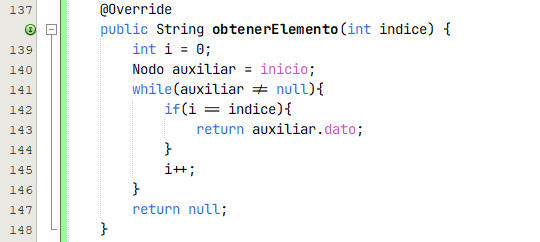 137 @Override
public String obtenerElemento(int indice) {
139 int i = 0;
140 Nodo auxiliar = inicio;
141 while(auxiliar != null){
142 if(i == indice){
143 return auxiliar.dato;
144 }
145 i++;
146 }
147 return null;
148 }